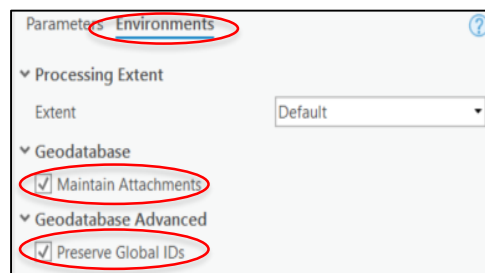 Parameters Environments ?
Processing Extent
Extent Default
Geodatabase
Maintain Attachments
Geodatabase Advanced
Preserve Global IDs